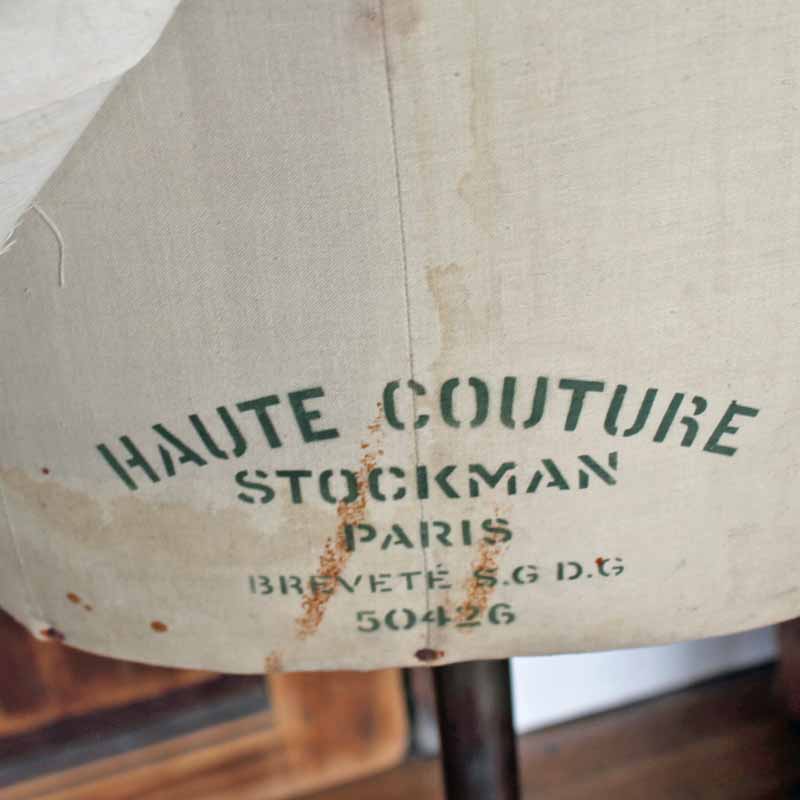 HAUTE COUTURE
STOCKMAN
PARIS
BREVETÉ S.G D.G
50426